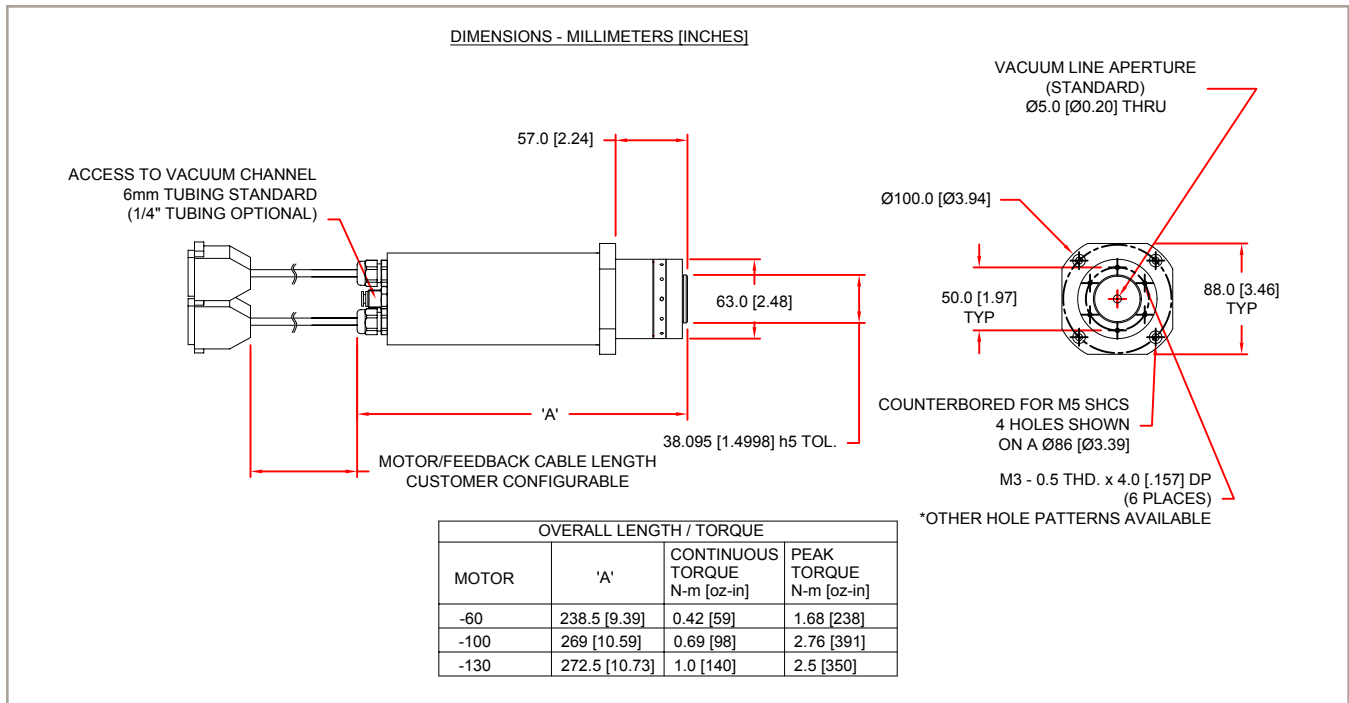 DIMENSIONS - MILLIMETERS [INCHES]
VACUUM LINE APERTURE
(STANDARD)
Ø5.0 [Ø0.20] THRU
57.0 [2.24]
ACCESS TO VACUUM CHANNEL
6mm TUBING STANDARD
(1/4" TUBING OPTIONAL)
Ø100.0 [Ø3.94]
63.0 [2.48]
50.0 [1.97]
TYP
88.0 [3.46]
TYP
'A'
38.095 [1.4998] h5 TOL.
COUNTERBORED FOR M5 SHCS
4 HOLES SHOWN
ON A Ø86 [Ø3.39]
MOTOR/FEEDBACK CABLE LENGTH
CUSTOMER CONFIGURABLE
M3 - 0.5 THD. x 4.0 [.157] DP
(6 PLACES)
*OTHER HOLE PATTERNS AVAILABLE
OVERALL LENGTH / TORQUE
MOTOR
'A'
CONTINUOUS
TORQUE
N-m [oz-in]
PEAK
TORQUE
N-m [oz-in]
-60 238.5 [9.39] 0.42 [59] 1.68 [238]
-100 269 [10.59] 0.69 [98] 2.76 [391]
-130 272.5 [10.73] 1.0 [140] 2.5 [350]